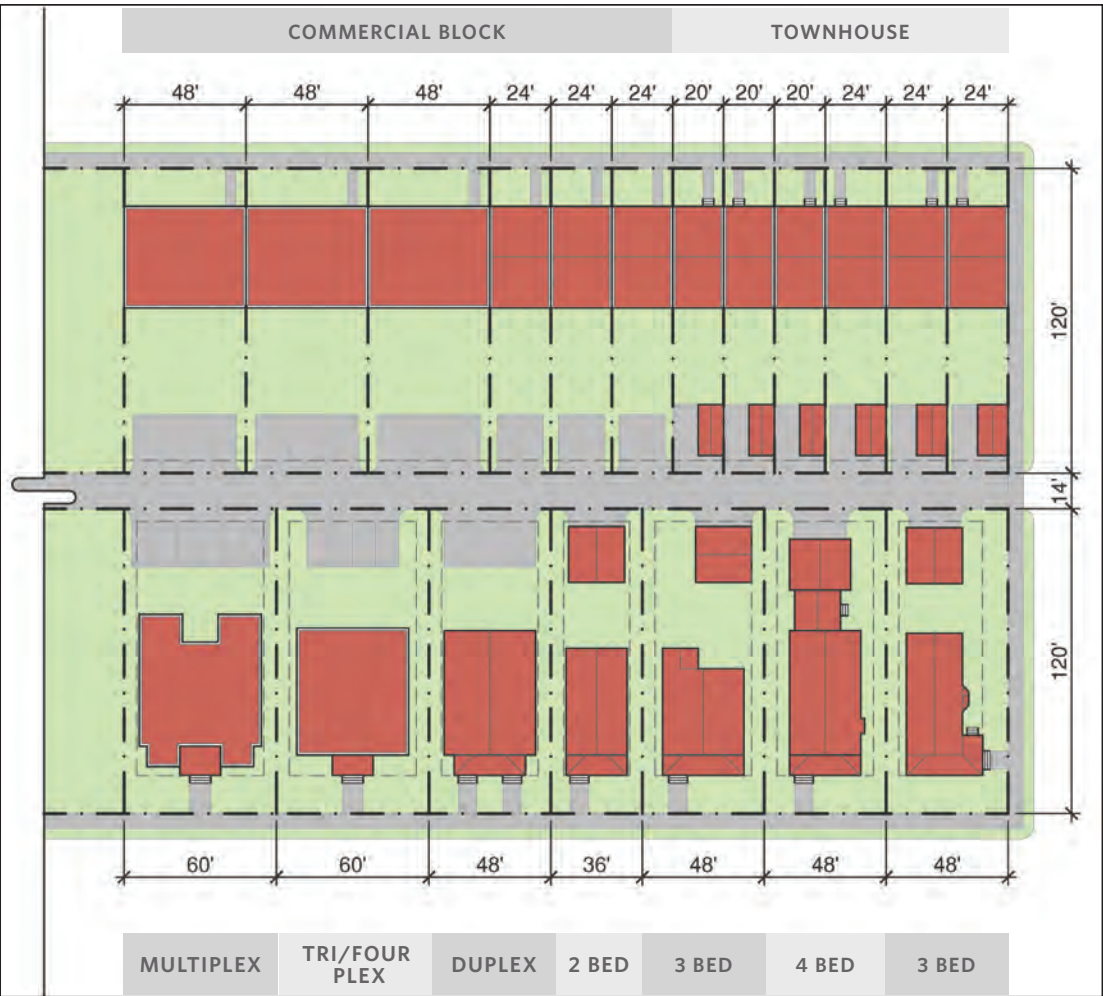 COMMERCIAL BLOCK TOWNHOUSE
48' 48' 48' 24' 24' 24' 20' 20' 20' 24' 24' 24'
120'
14'
120'
60' 60' 48' 36' 48' 48' 48'
MULTIPLEX
TRI/FOUR
PLEX
DUPLEX
2 BED
3 BED
4 BED
3 BED